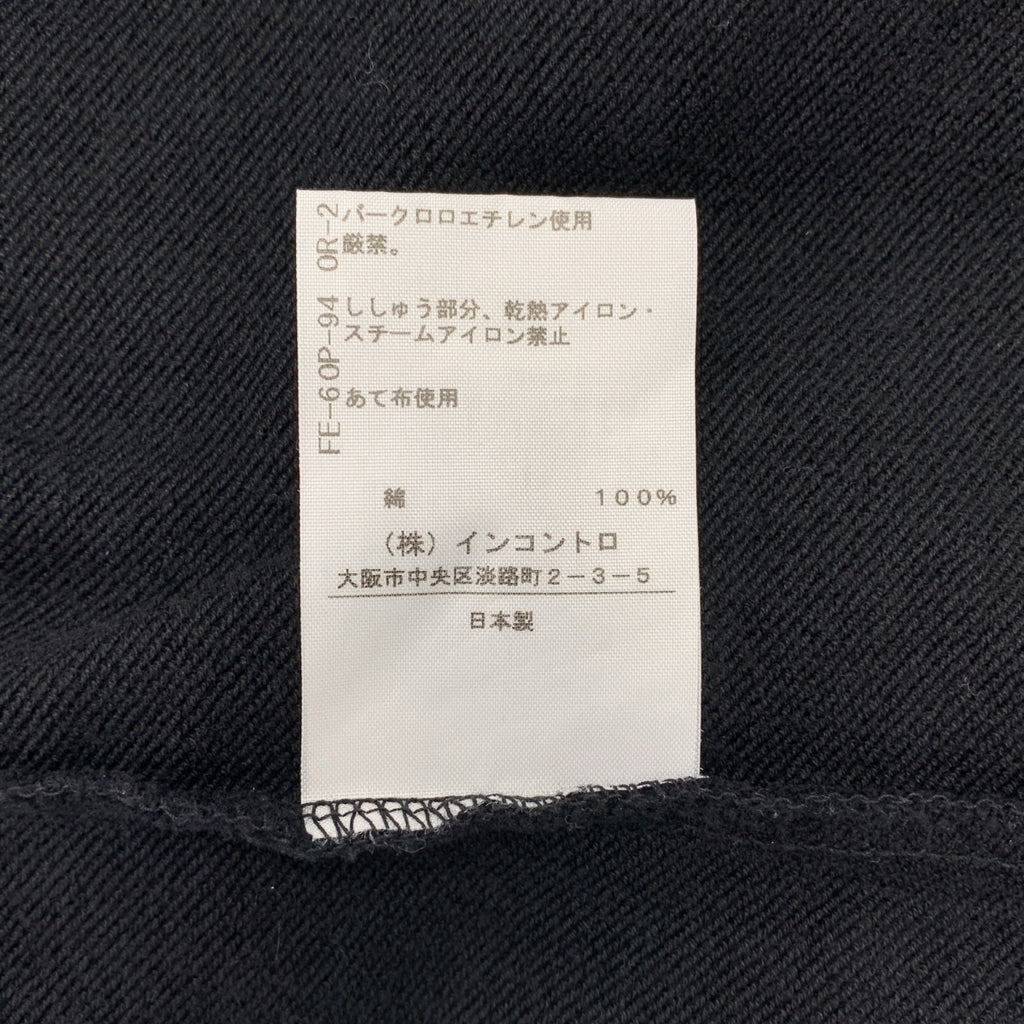 FE-60P-94 OR-2
パークロロエチレン使用
厳禁。
ししゅう部分、乾熱アイロン・
スチームアイロン禁止
あて布使用
綿 100%
（株）インコントロ
大阪市中央区淡路町2-3-5
日本製